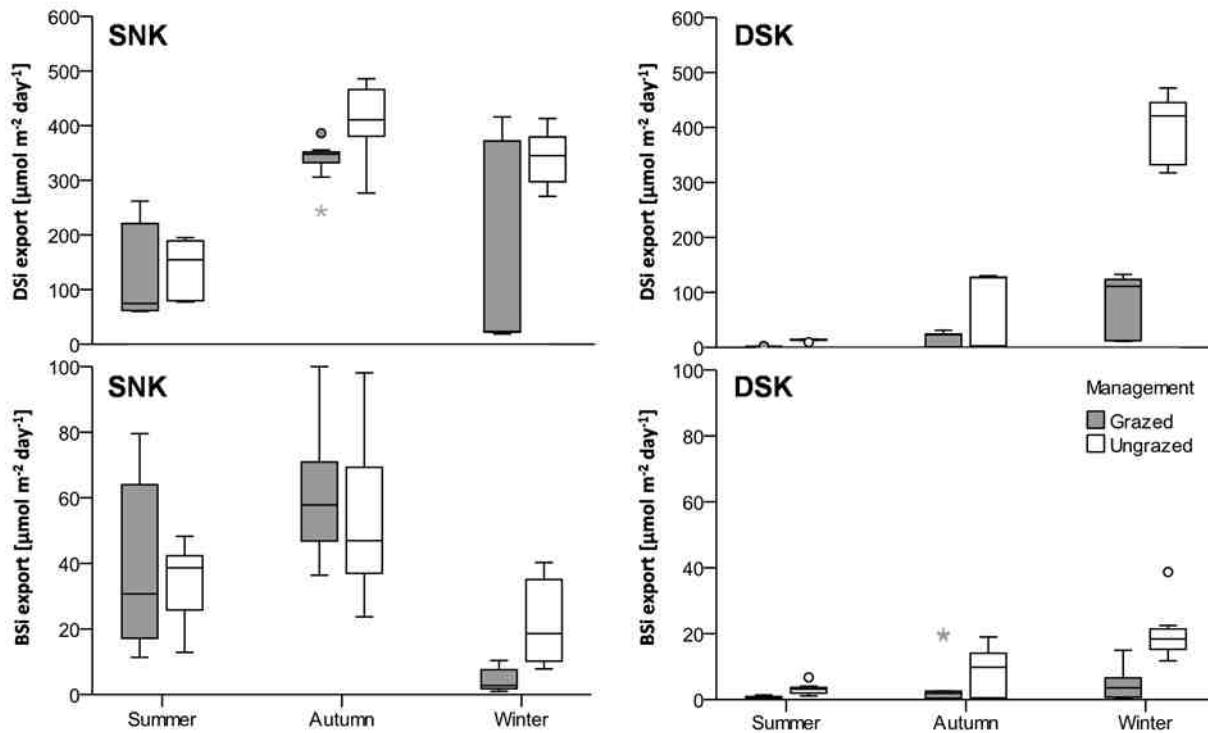 SNK
DSi export [µmol m⁻² day⁻¹]
600
500
400
300
200
100
0
DSK
DSi export [µmol m⁻² day⁻¹]
600
500
400
300
200
100
0
SNK
BSi export [µmol m⁻² day⁻¹]
100
80
60
40
20
0
Summer Autumn Winter
DSK
BSi export [µmol m⁻² day⁻¹]
100
80
60
40
20
0
Management
Grazed
Ungrazed
Summer Autumn Winter